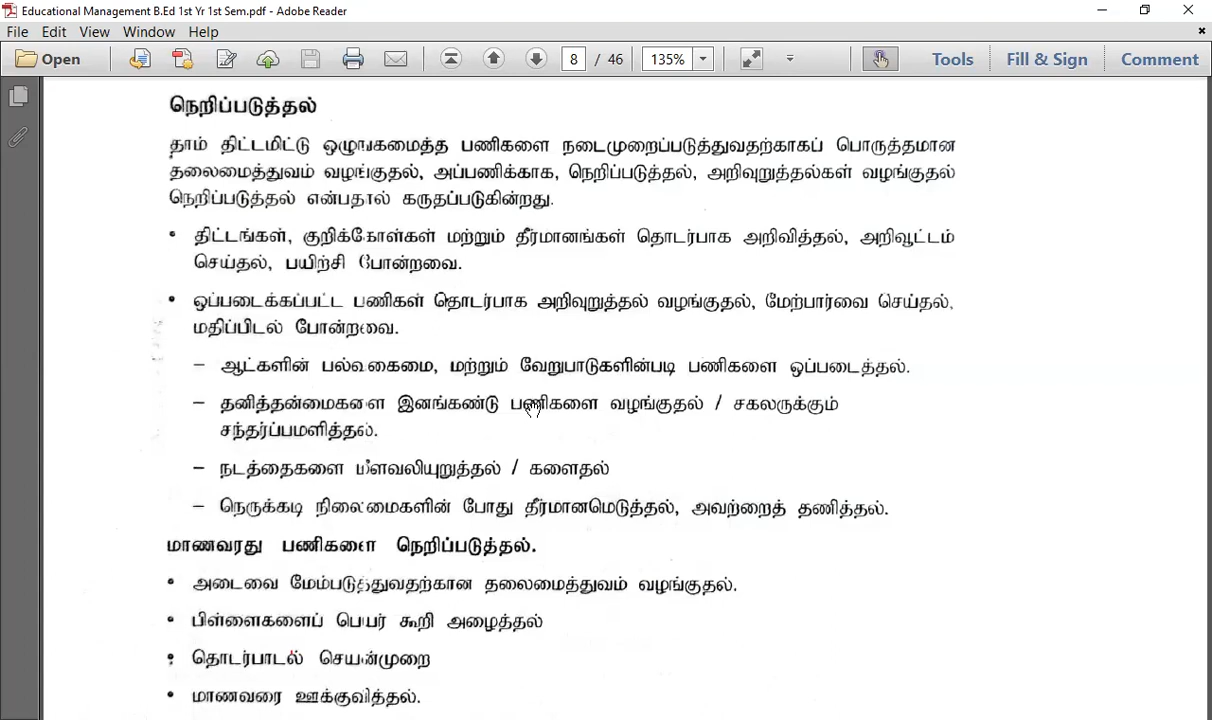 Educational Management B.Ed 1st Yr 1st Sem.pdf - Adobe Reader
File Edit View Window Help
Open 8 / 46 135% Tools Fill & Sign Comment
நெறிப்படுத்தல்
தாம் திட்டமிட்டு ஒழுங்கமைத்த பணிகளை நடைமுறைப்படுத்துவதற்காகப் பொருத்தமான
தலைமைத்துவம் வழங்குதல், அப்பணிக்காக, நெறிப்படுத்தல், அறிவுறுத்தல்கள் வழங்குதல்
நெறிப்படுத்தல் என்பதால் கருதப்படுகின்றது.
• திட்டங்கள், குறிக்கோள்கள் மற்றும் தீர்மானங்கள் தொடர்பாக அறிவித்தல், அறிவூட்டம்
செய்தல், பயிற்சி போன்றவை.
• ஒப்படைக்கப்பட்ட பணிகள் தொடர்பாக அறிவுறுத்தல் வழங்குதல், மேற்பார்வை செய்தல்,
மதிப்பிடல் போன்றவை.
– ஆட்களின் பல்வகைமை, மற்றும் வேறுபாடுகளின்படி பணிகளை ஒப்படைத்தல்.
– தனித்தன்மைகளை இனங்கண்டு பணிகளை வழங்குதல் / சகலருக்கும்
சந்தர்ப்பமளித்தல்.
– நடத்தைகளை மீளவலியுறுத்தல் / களைதல்
– நெருக்கடி நிலைமைகளின் போது தீர்மானமெடுத்தல், அவற்றைத் தணித்தல்.
மாணவரது பணிகளை நெறிப்படுத்தல்.
• அடைவை மேம்படுத்துவதற்கான தலைமைத்துவம் வழங்குதல்.
• பிள்ளைகளைப் பெயர் கூறி அழைத்தல்
• தொடர்பாடல் செயன்முறை
• மாணவரை ஊக்குவித்தல்.